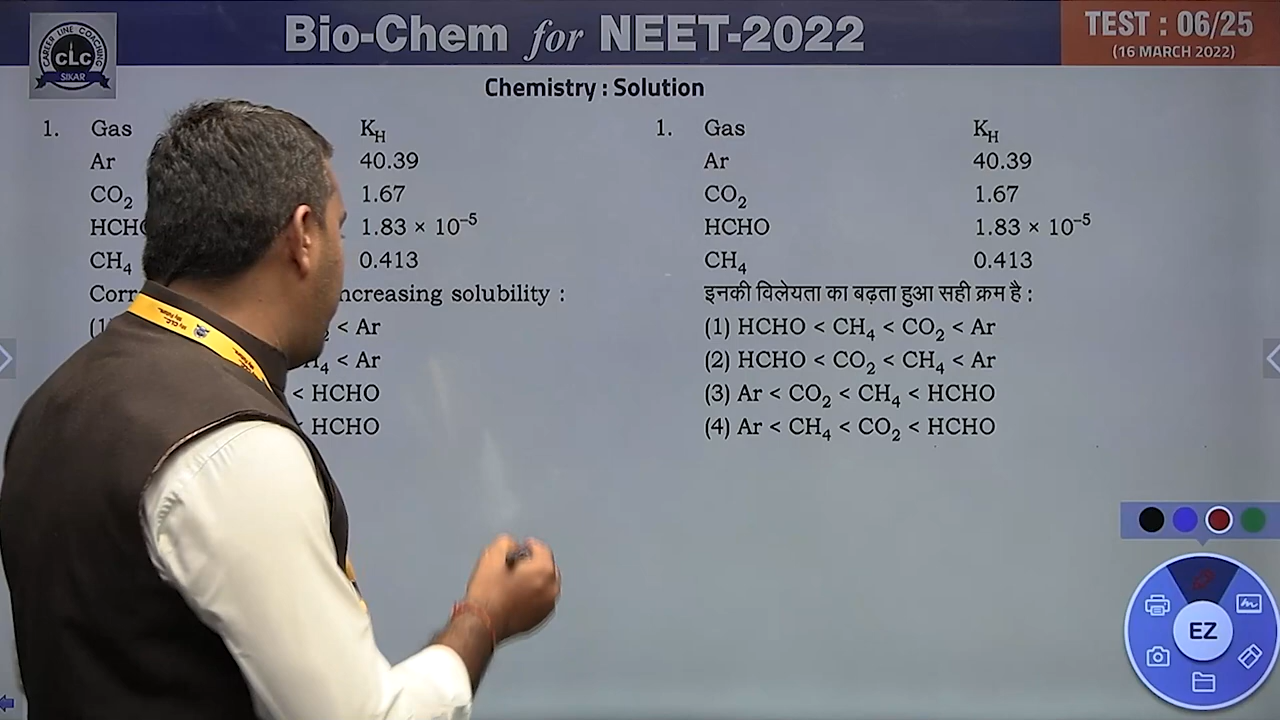 Bio-Chem for NEET-2022
TEST : 06/25
(16 MARCH 2022)
CAREER LINE COACHING
CLC
SIKAR
Chemistry : Solution
1. Gas K_H
Ar 40.39
CO₂ 1.67
1.83 × 10⁻⁵
CH₄ 0.413
solubility :
< Ar
< Ar
< HCHO
< HCHO
1. Gas K_H
Ar 40.39
CO₂ 1.67
HCHO 1.83 × 10⁻⁵
CH₄ 0.413
इनकी विलेयता का बढ़ता हुआ सही क्रम है :
(1) HCHO < CH₄ < CO₂ < Ar
(2) HCHO < CO₂ < CH₄ < Ar
(3) Ar < CO₂ < CH₄ < HCHO
(4) Ar < CH₄ < CO₂ < HCHO
EZ